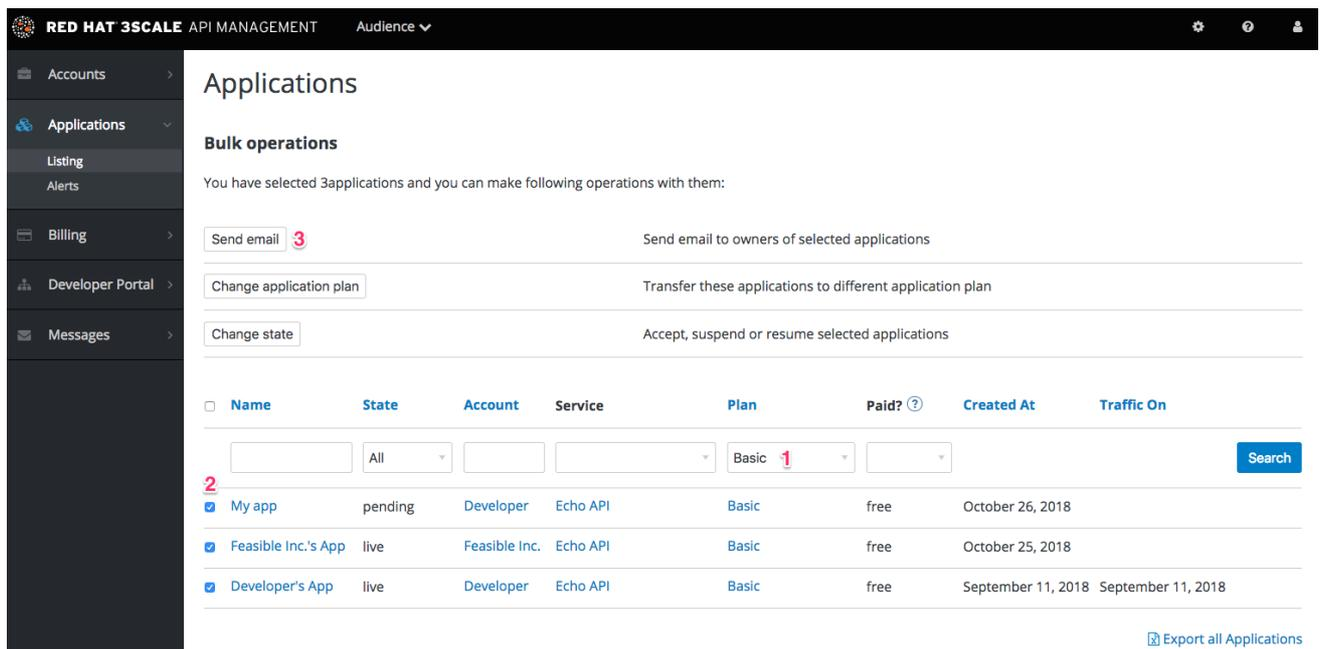 RED HAT 3SCALE API MANAGEMENT Audience
Accounts
Applications
Listing
Alerts
Billing
Developer Portal
Messages
Applications
Bulk operations
You have selected 3applications and you can make following operations with them:
Send email 3 Send email to owners of selected applications
Change application plan Transfer these applications to different application plan
Change state Accept, suspend or resume selected applications
Name State Account Service Plan Paid? ? Created At Traffic On
All Basic 1 Search
2
My app pending Developer Echo API Basic free October 26, 2018
Feasible Inc.'s App live Feasible Inc. Echo API Basic free October 25, 2018
Developer's App live Developer Echo API Basic free September 11, 2018 September 11, 2018
Export all Applications